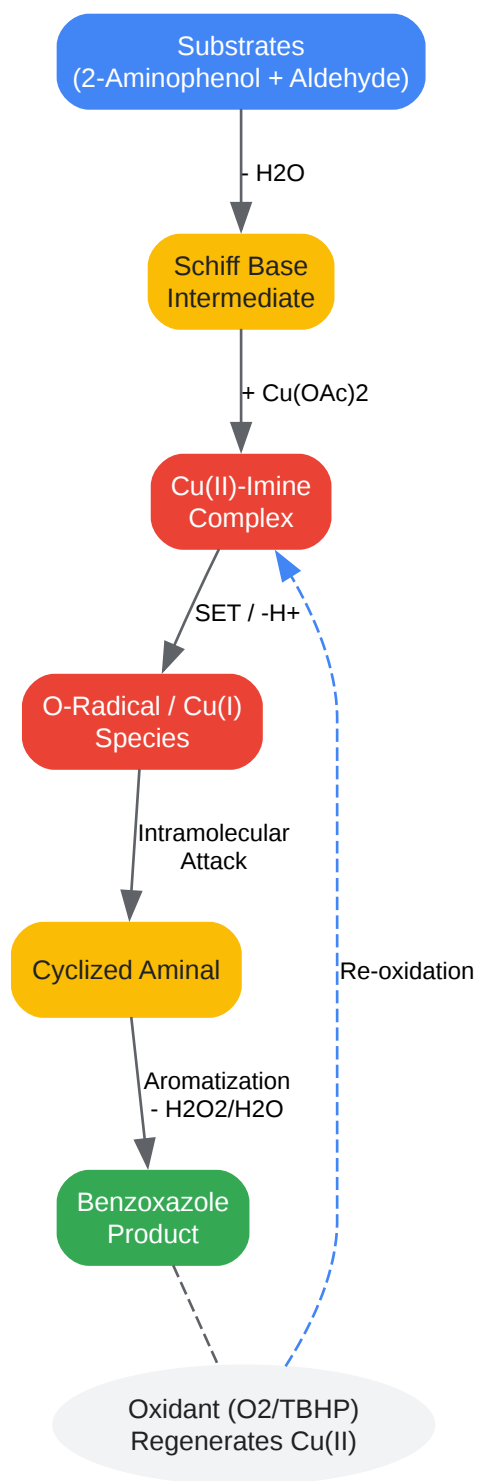 Substrates
(2-Aminophenol + Aldehyde)
- H2O
Schiff Base
Intermediate
+ Cu(OAc)2
Cu(II)-Imine
Complex
SET / -H+
O-Radical / Cu(I)
Species
Intramolecular
Attack
Cyclized Aminal
Re-oxidation
Aromatization
- H2O2/H2O
Benzoxazole
Product
Oxidant (O2/TBHP)
Regenerates Cu(II)